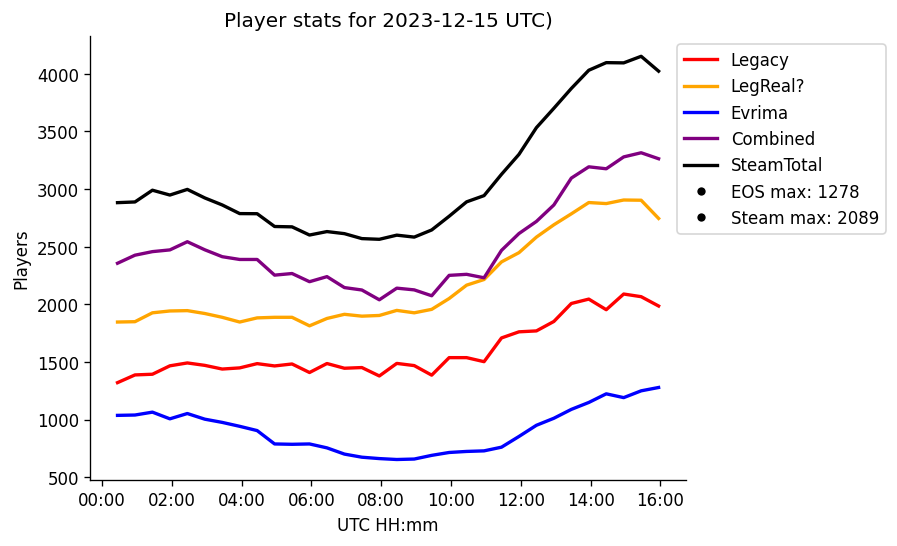 Player stats for 2023-12-15 UTC)
Players
4000
3500
3000
2500
2000
1500
1000
500
00:00 02:00 04:00 06:00 08:00 10:00 12:00 14:00 16:00
UTC HH:mm
Legacy
LegReal?
Evrima
Combined
SteamTotal
EOS max: 1278
Steam max: 2089